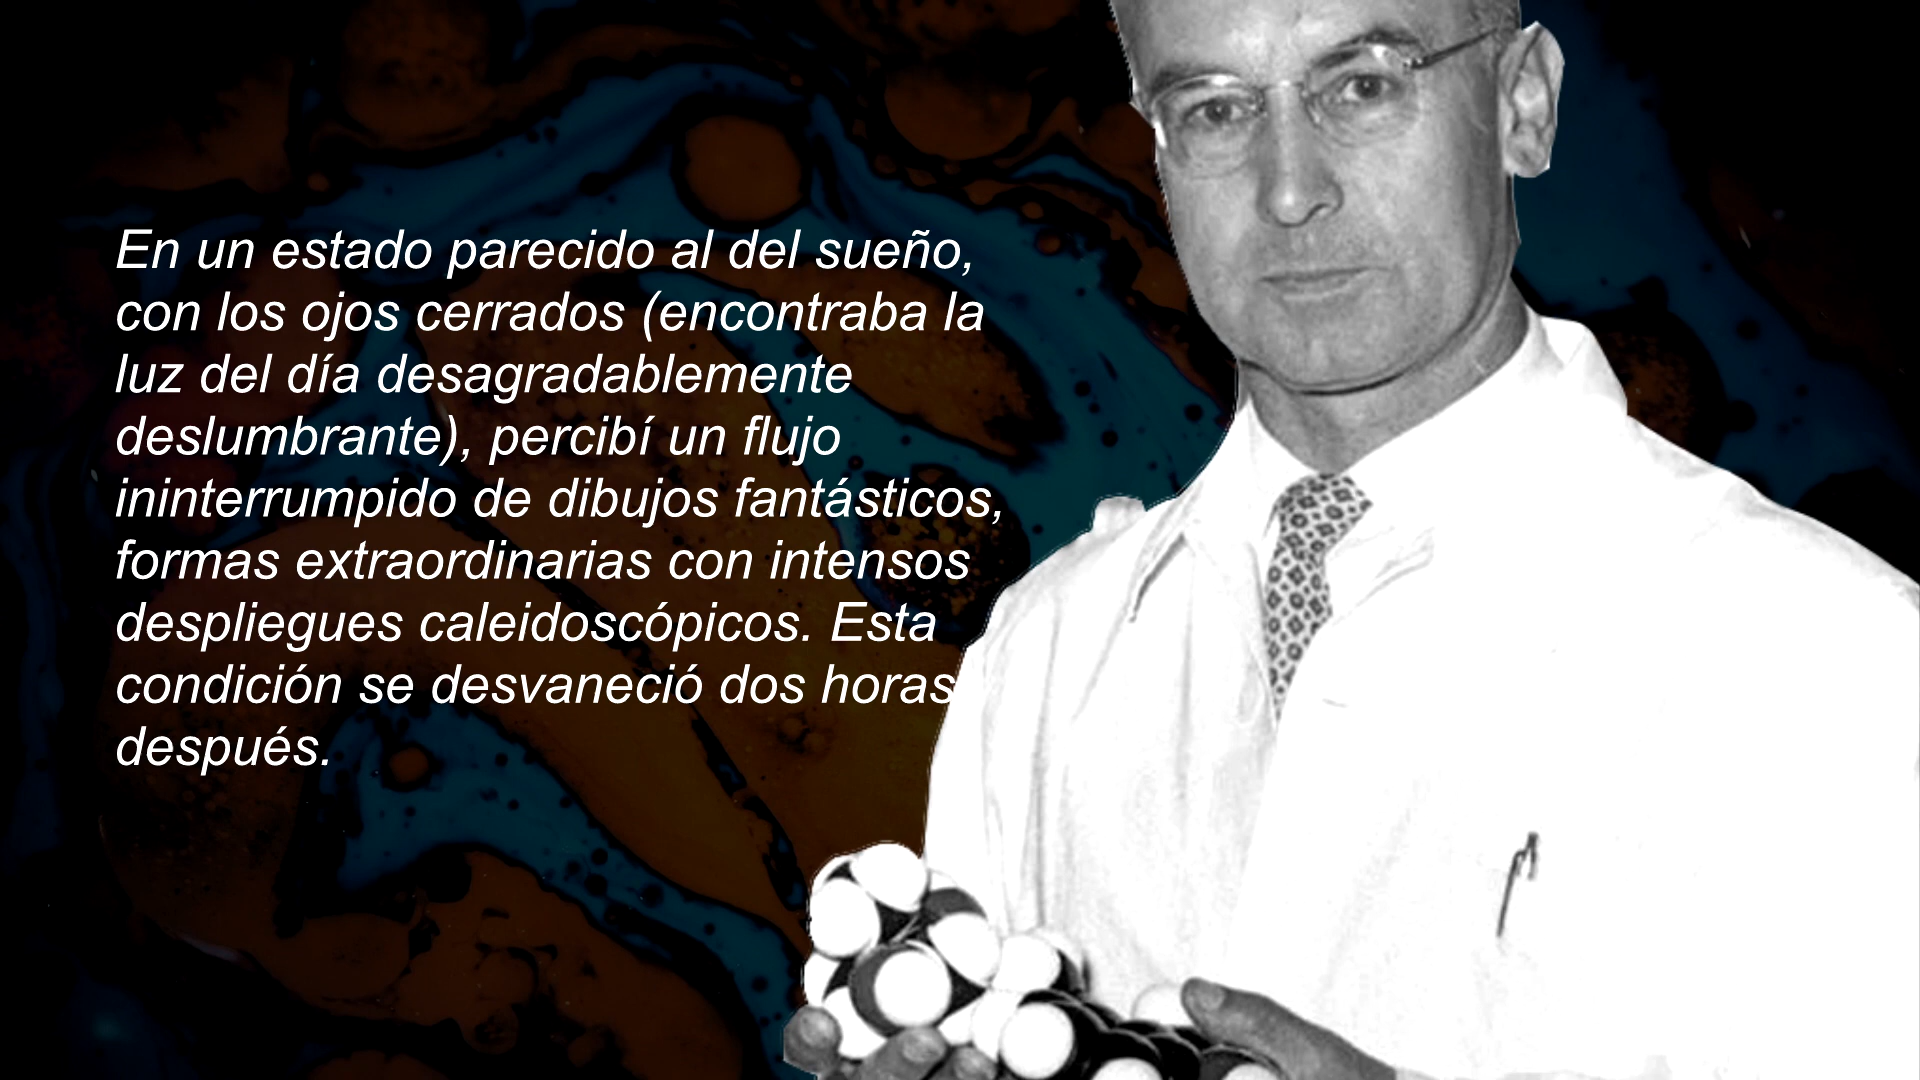 En un estado parecido al del sueño,
con los ojos cerrados (encontraba la
luz del día desagradablemente
deslumbrante), percibí un flujo
ininterrumpido de dibujos fantásticos,
formas extraordinarias con intensos
despliegues caleidoscópicos. Esta
condición se desvaneció dos horas
después.